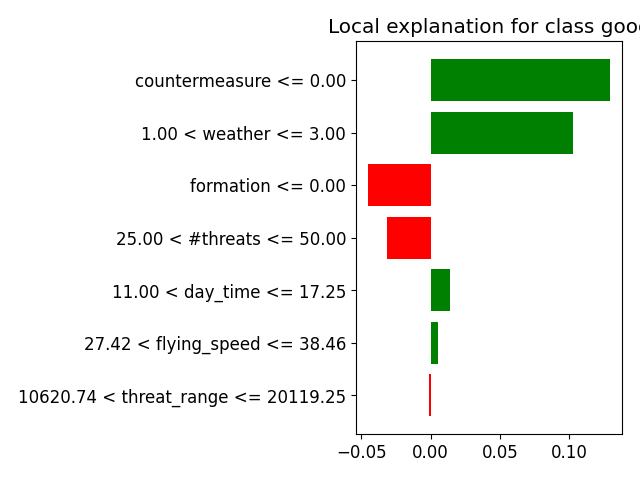 Local explanation for class good
countermeasure <= 0.00
1.00 < weather <= 3.00
formation <= 0.00
25.00 < #threats <= 50.00
11.00 < day_time <= 17.25
27.42 < flying_speed <= 38.46
10620.74 < threat_range <= 20119.25
−0.05 0.00 0.05 0.10